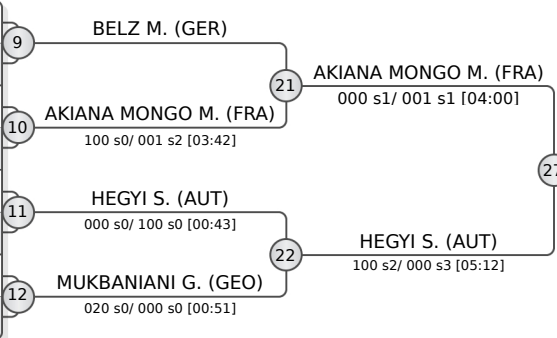 BELZ M. (GER)
9
21
AKIANA MONGO M. (FRA)
000 s1/ 001 s1 [04:00]
AKIANA MONGO M. (FRA)
10
100 s0/ 001 s2 [03:42]
27
HEGYI S. (AUT)
11
000 s0/ 100 s0 [00:43]
22
HEGYI S. (AUT)
100 s2/ 000 s3 [05:12]
MUKBANIANI G. (GEO)
12
020 s0/ 000 s0 [00:51]